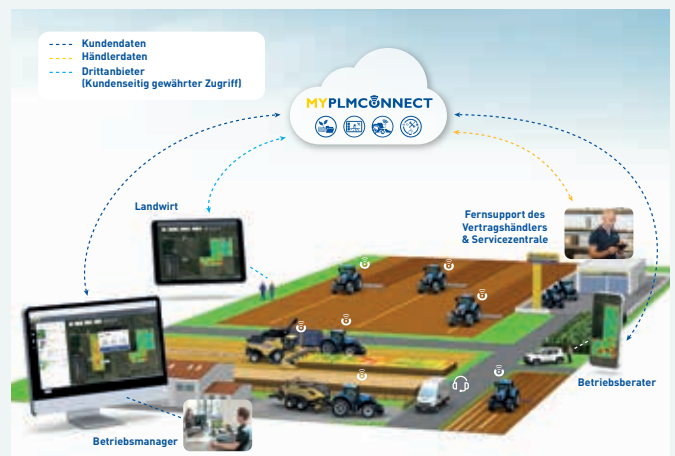 Kundendaten
Händlerdaten
Drittanbieter
(Kundenseitig gewährter Zugriff)
MYPLMCONNECT
Landwirt
Fernsupport des
Vertragshändlers
& Servicezentrale
Betriebsberater
Betriebsmanager